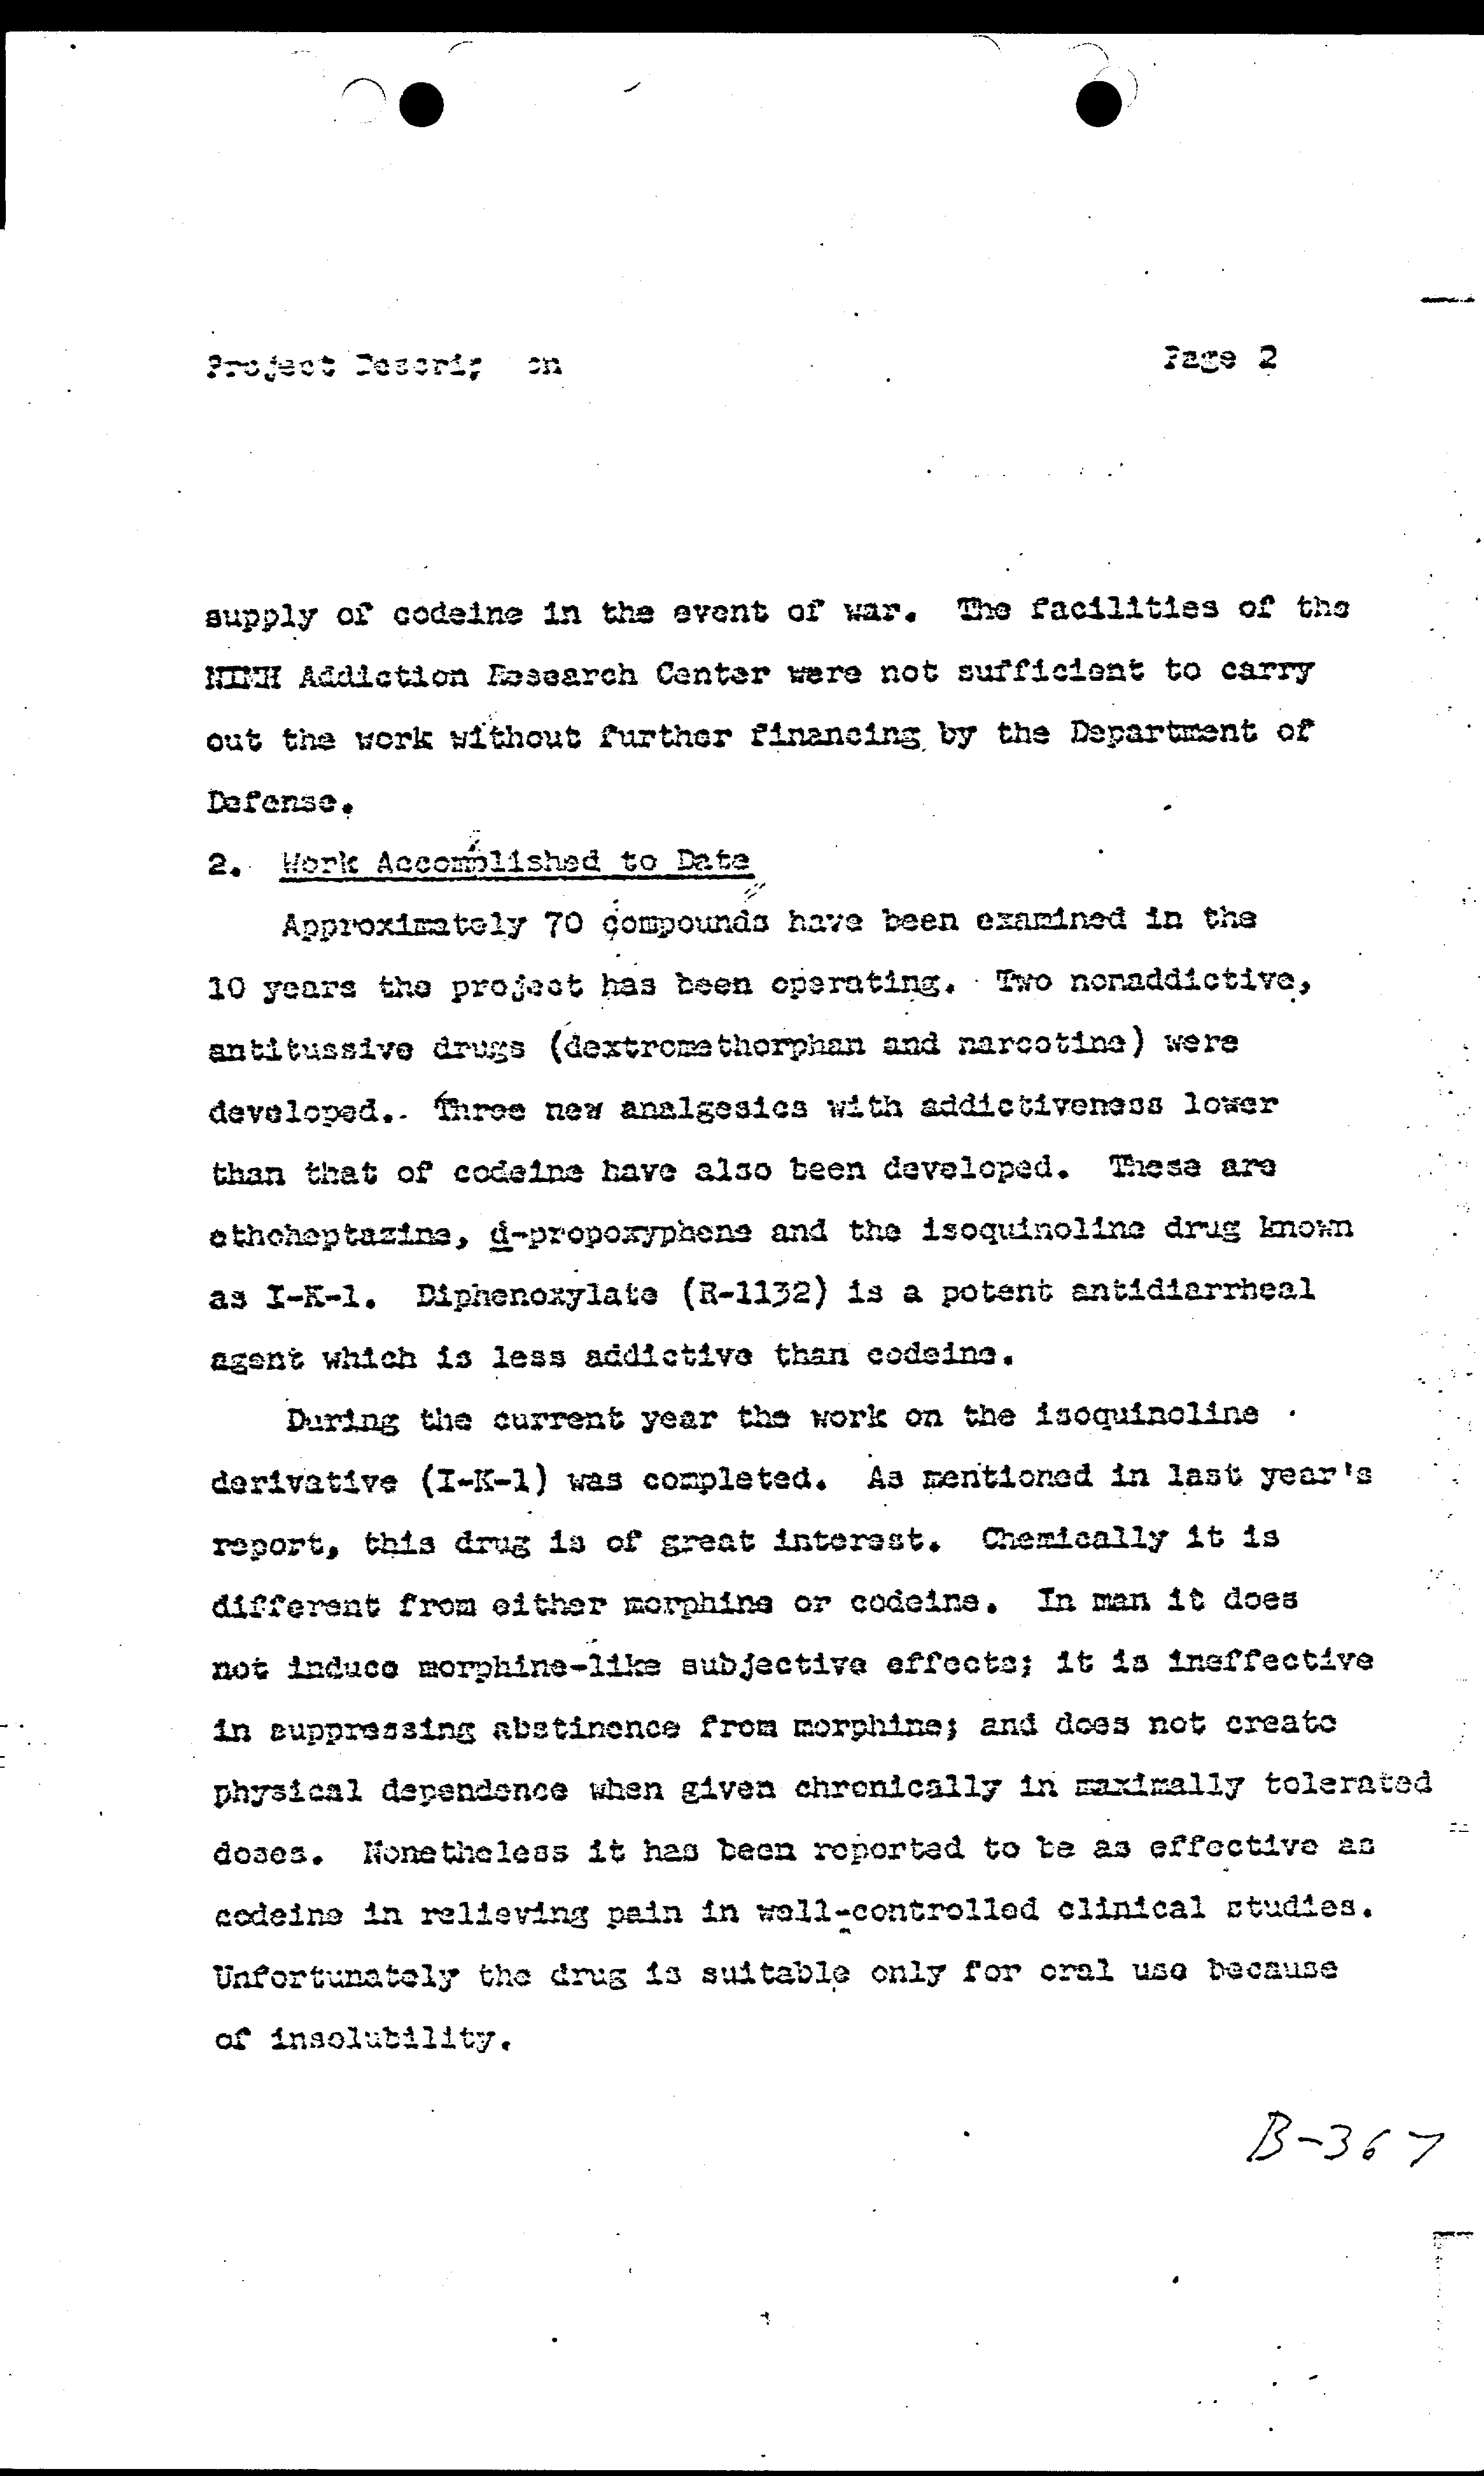 Project Descrip on
Page 2
supply of codeine in the event of war. The facilities of the
NIMH Addiction Research Center were not sufficient to carry
out the work without further financing by the Department of
Defense.
2. Work Accomplished to Date
Approximately 70 compounds have been examined in the
10 years the project has been operating. Two nonaddictive,
antitussive drugs (dextromethorphan and narcotine) were
developed. Three new analgesics with addictiveness lower
than that of codeine have also been developed. These are
ethoheptazine, d-propoxyphene and the isoquinoline drug known
as I-K-1. Diphenoxylate (R-1132) is a potent antidiarrheal
agent which is less addictive than codeine.
During the current year the work on the isoquinoline
derivative (I-K-1) was completed. As mentioned in last year's
report, this drug is of great interest. Chemically it is
different from either morphine or codeine. In man it does
not induce morphine-like subjective effects; it is ineffective
in suppressing abstinence from morphine; and does not create
physical dependence when given chronically in maximally tolerated
doses. Nonetheless it has been reported to be as effective as
codeine in relieving pain in well-controlled clinical studies.
Unfortunately the drug is suitable only for oral use because
of insolubility.
B-367